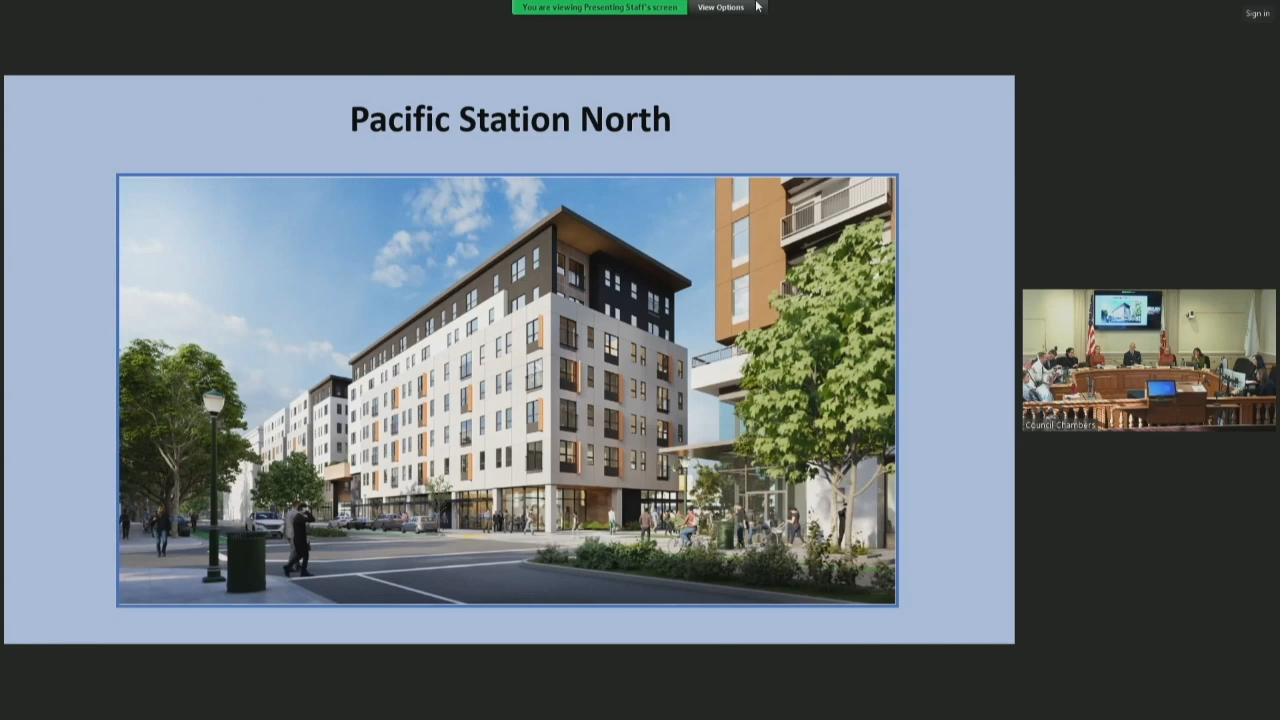 You are viewing Presenting Staff's screen
View Options
Sign in
Pacific Station North
Council Chambers